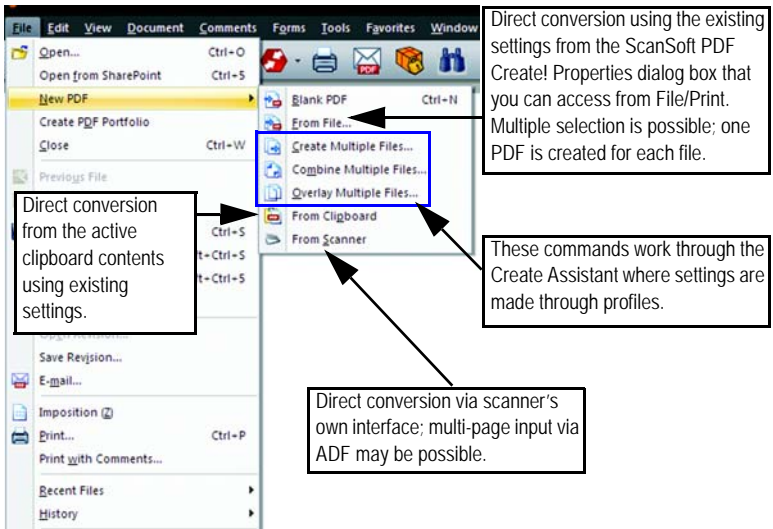 File Edit View Document Comments Forms Tools Favorites Window
Open... Ctrl+O
Open from SharePoint Ctrl+5
New PDF
Create PDF Portfolio
Close Ctrl+W
Previous File
Ctrl+S
ft+Ctrl+S
t+Ctrl+5
Save Revision...
E-mail...
Imposition (Z)
Print... Ctrl+P
Print with Comments...
Recent Files
History
PDF
Blank PDF Ctrl+N
From File...
Create Multiple Files...
Combine Multiple Files...
Overlay Multiple Files...
From Clipboard
From Scanner
Direct conversion using the existing
settings from the ScanSoft PDF
Create! Properties dialog box that
you can access from File/Print.
Multiple selection is possible; one
PDF is created for each file.
Direct conversion
from the active
clipboard contents
using existing
settings.
These commands work through the
Create Assistant where settings are
made through profiles.
Direct conversion via scanner's
own interface; multi-page input via
ADF may be possible.